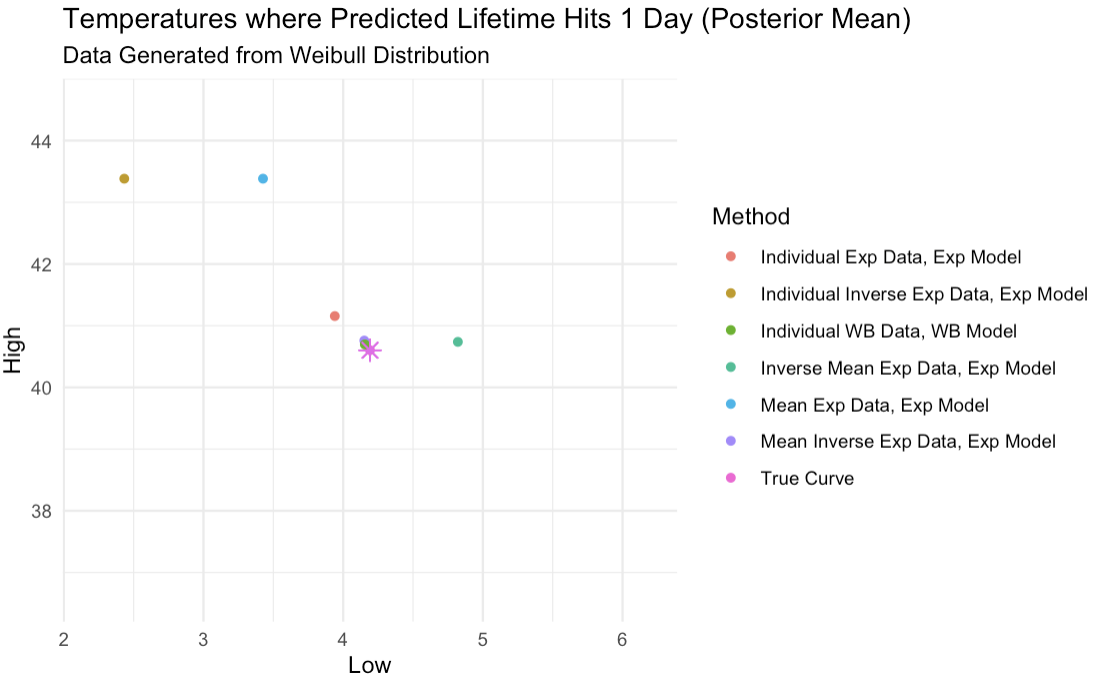 Temperatures where Predicted Lifetime Hits 1 Day (Posterior Mean)
Data Generated from Weibull Distribution
44
42
40
38
High
2 3 4 5 6
Low
Method
Individual Exp Data, Exp Model
Individual Inverse Exp Data, Exp Model
Individual WB Data, WB Model
Inverse Mean Exp Data, Exp Model
Mean Exp Data, Exp Model
Mean Inverse Exp Data, Exp Model
True Curve